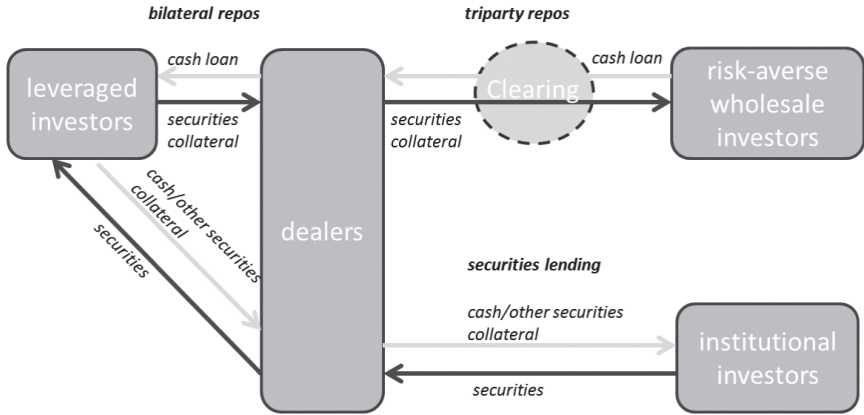 bilateral repos
triparty repos
cash loan
cash loan
leveraged
investors
Clearing
risk-averse
wholesale
investors
securities
collateral
securities
collateral
cash/other securities
collateral
securities
dealers
securities lending
cash/other securities
collateral
institutional
investors
securities